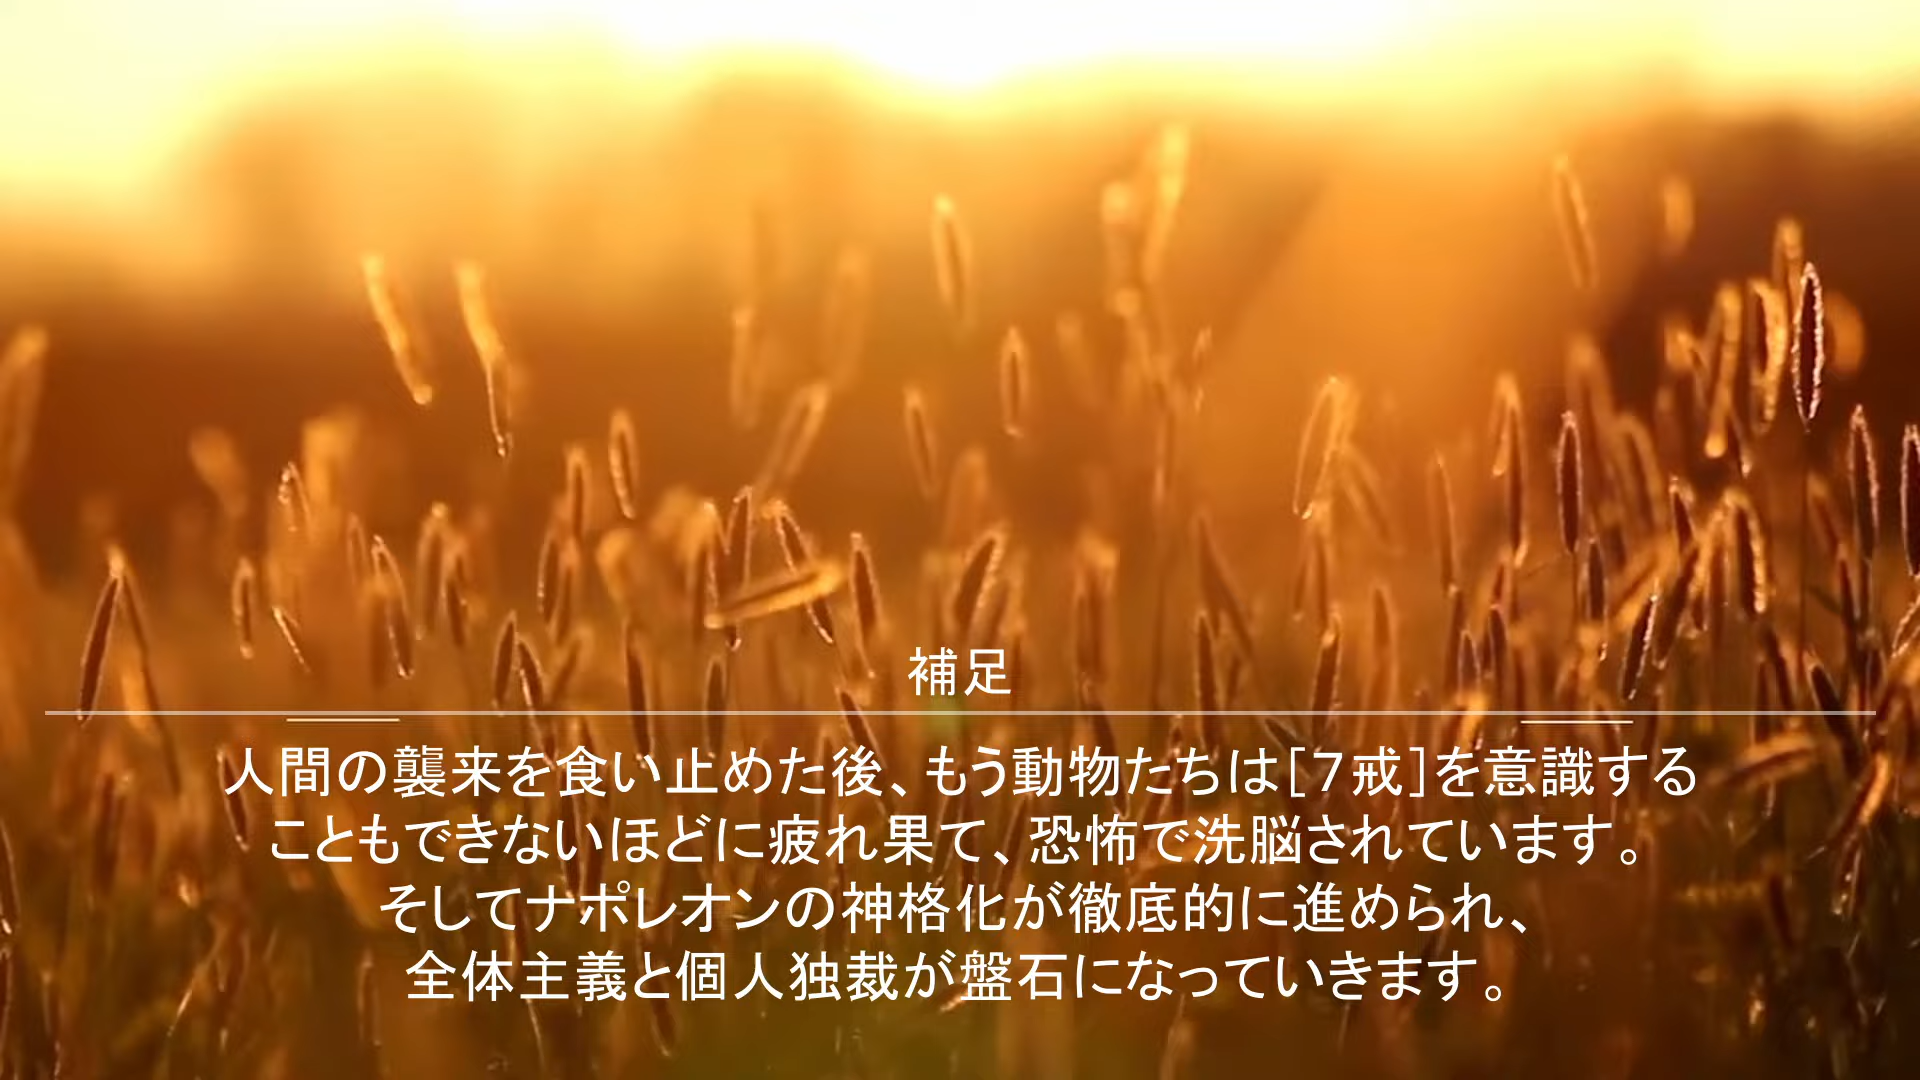 補足
人間の襲来を食い止めた後、もう動物たちは［７戒］を意識する
こともできないほどに疲れ果て、恐怖で洗脳されています。
そしてナポレオンの神格化が徹底的に進められ、
全体主義と個人独裁が盤石になっていきます。